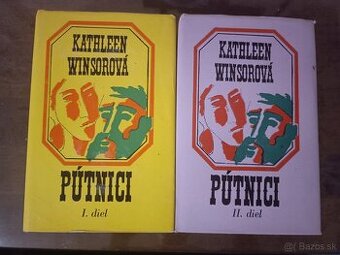 KATHLEEN
WINSOROVÁ
PÚTNICI
I. diel
KATHLEEN
WINSOROVÁ
PÚTNICI
II. diel
Bazos.sk